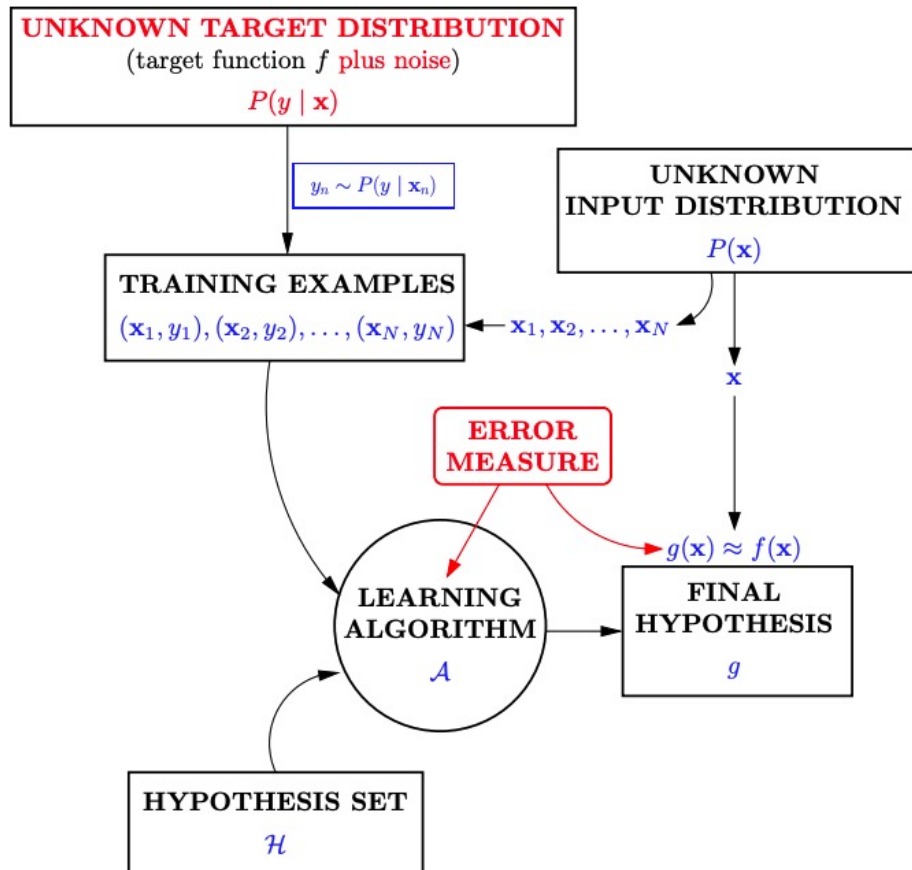 UNKNOWN TARGET DISTRIBUTION
(target function f plus noise)
P(y | x)
yₙ ∼ P(y | xₙ)
UNKNOWN
INPUT DISTRIBUTION
P(x)
TRAINING EXAMPLES
(x₁, y₁), (x₂, y₂), . . . , (x_N, y_N)
x₁, x₂, . . . , x_N
x
ERROR
MEASURE
g(x) ≈ f(x)
LEARNING
ALGORITHM
𝒜
FINAL
HYPOTHESIS
g
HYPOTHESIS SET
ℋ